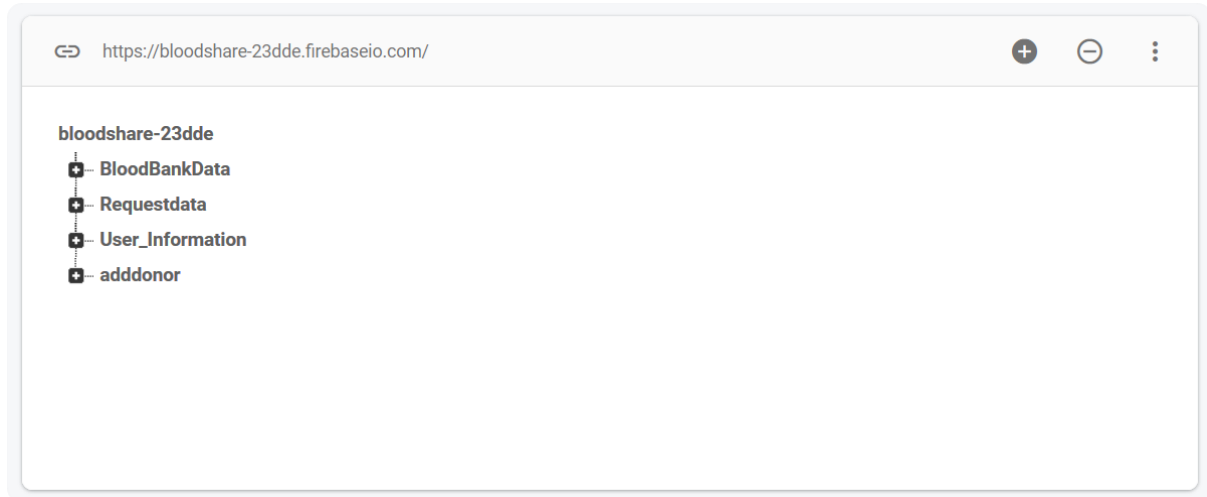 https://bloodshare-23dde.firebaseio.com/
bloodshare-23dde
BloodBankData
Requestdata
User_Information
adddonor